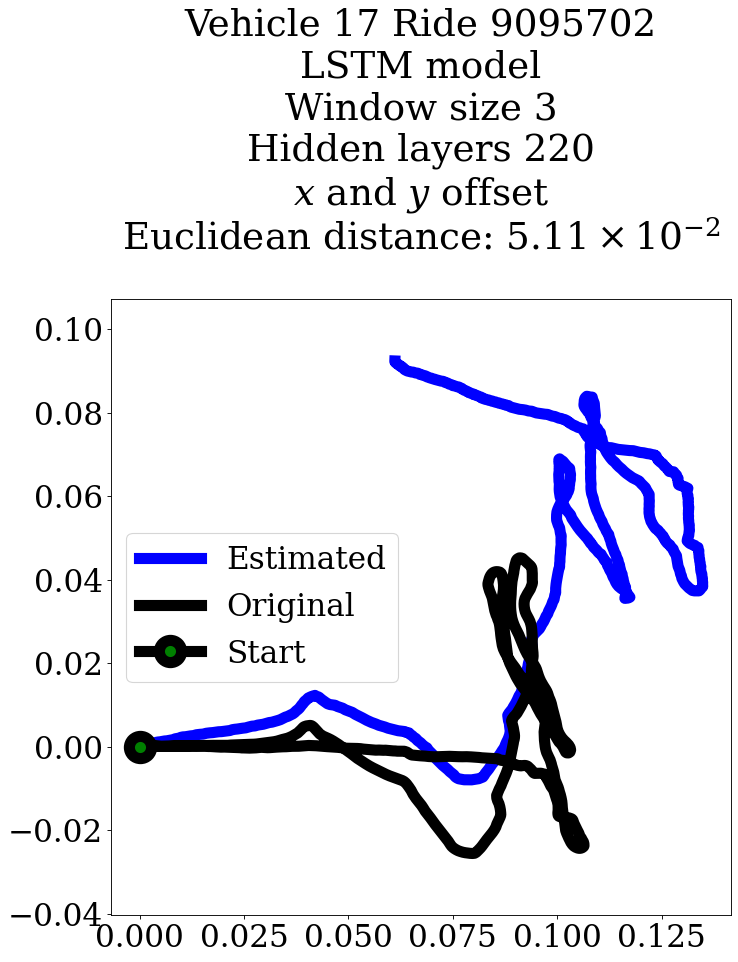 Vehicle 17 Ride 9095702
LSTM model
Window size 3
Hidden layers 220
x and y offset
Euclidean distance: 5.11 × 10⁻²
0.10
0.08
0.06
0.04
0.02
0.00
−0.02
−0.04
Estimated
Original
Start
0.000 0.025 0.050 0.075 0.100 0.125